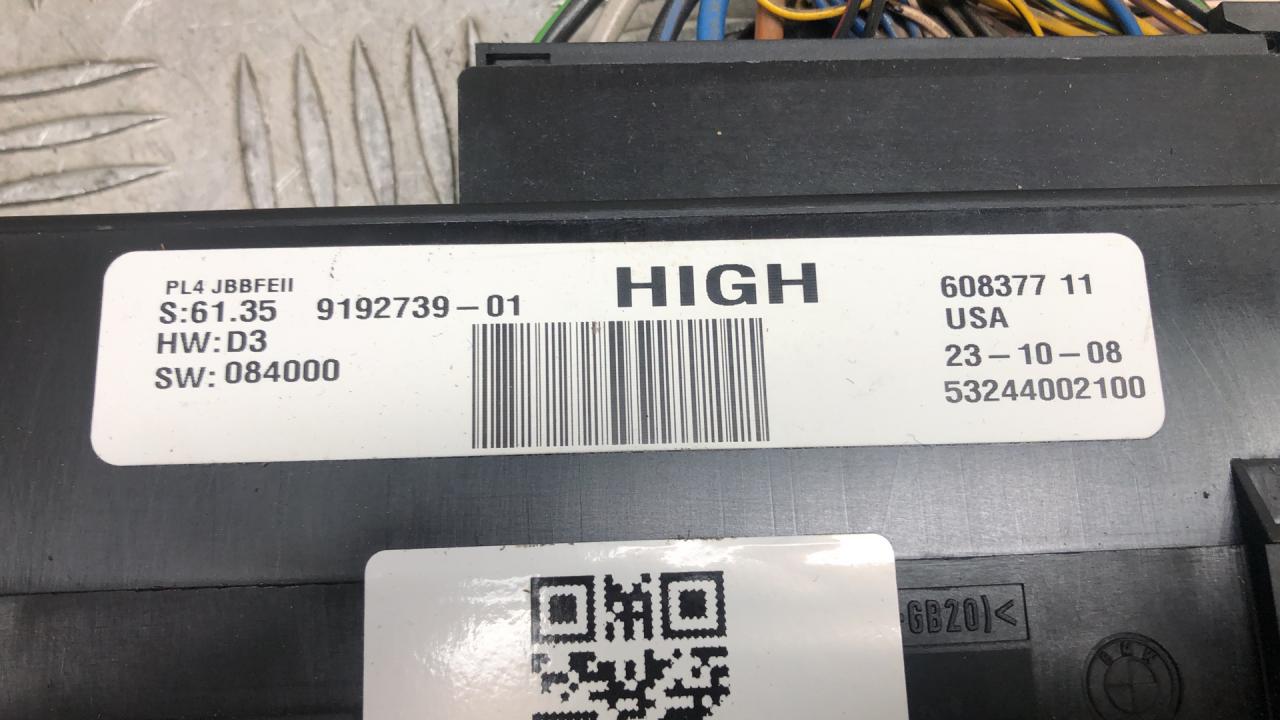 PL4 JBBFEII
S:61.35 9192739-01
HW:D3
SW:084000
HIGH
608377 11
USA
23-10-08
53244002100
GB20)<
BMW